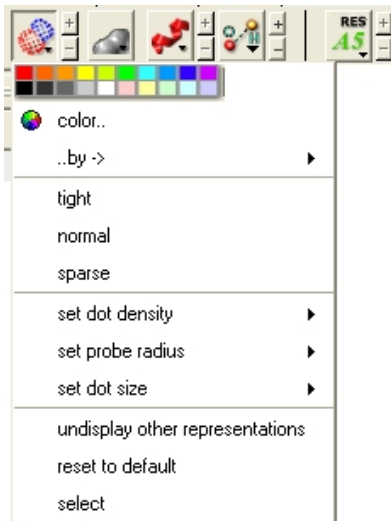 RES
A5
H
color..
..by ->
tight
normal
sparse
set dot density
set probe radius
set dot size
undisplay other representations
reset to default
select